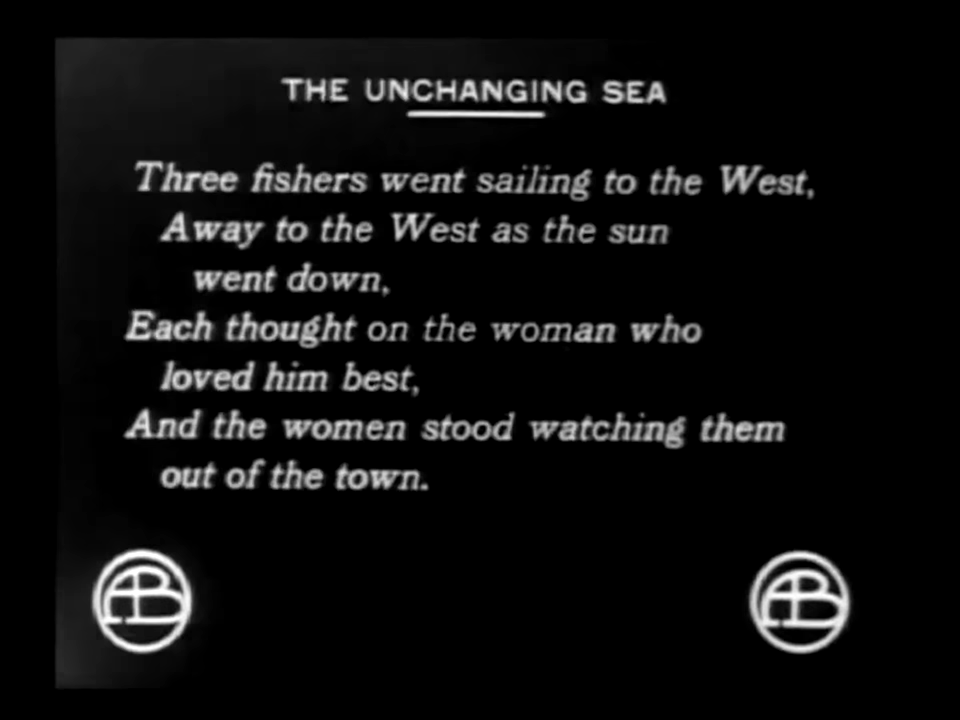 THE UNCHANGING SEA
Three fishers went sailing to the West,
Away to the West as the sun
went down,
Each thought on the woman who
loved him best,
And the women stood watching them
out of the town.
AB
AB